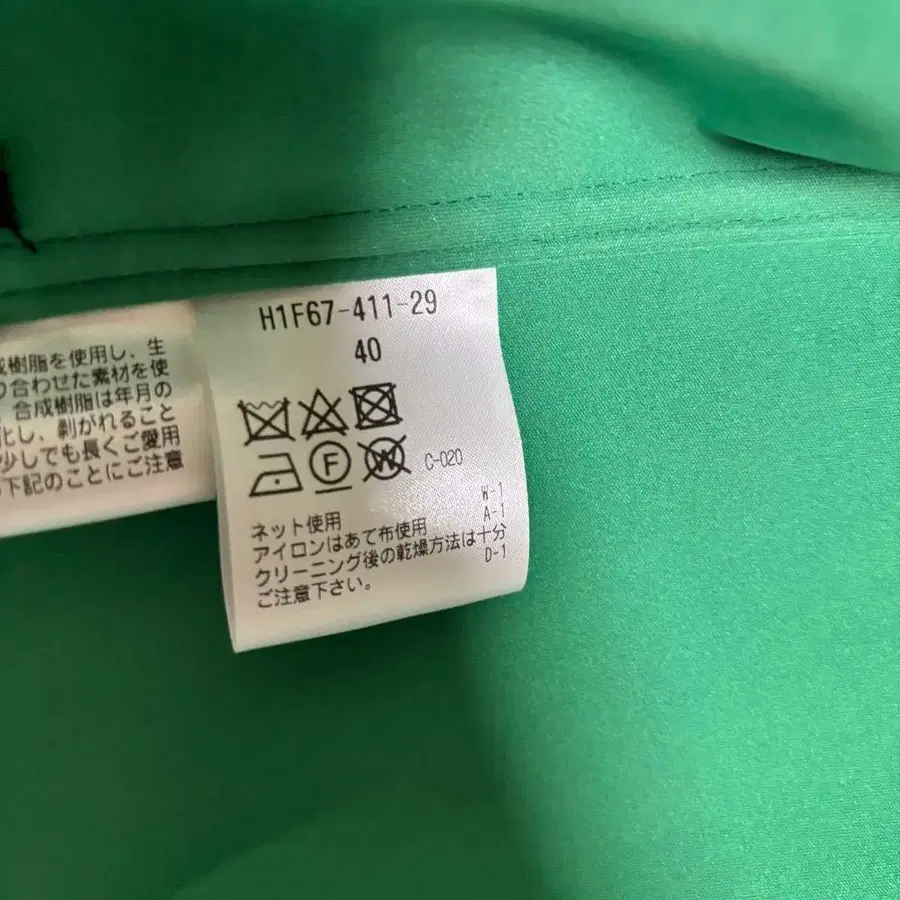 成樹脂を使用し、生
り合わせた素材を使
合成樹脂は年月の
化し、剥がれること
少しでも長くご愛用
下記のことにご注意
H1F67-411-29
40
F
W
C-020
ネット使用 W-1
アイロンはあて布使用 A-1
クリーニング後の乾燥方法は十分
ご注意下さい。 D-1